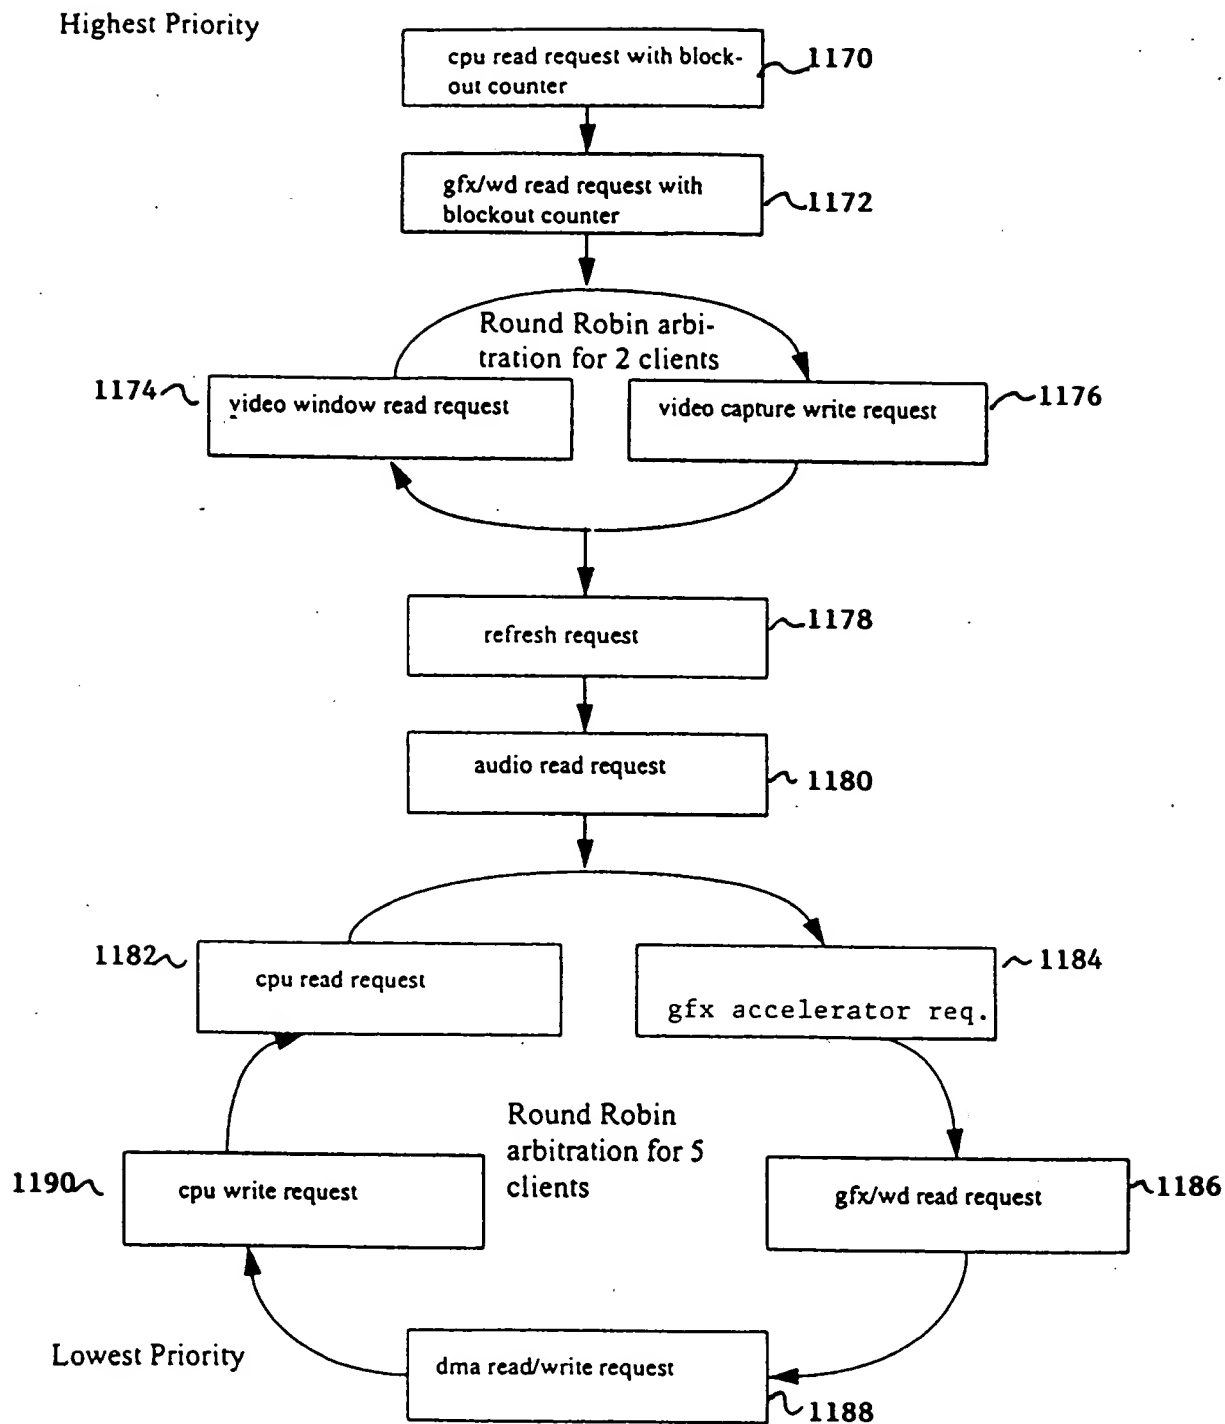 Highest Priority
cpu read request with block-
out counter
1170
gfx/wd read request with
blockout counter
1172
Round Robin arbi-
tration for 2 clients
1174
video window read request
video capture write request
1176
refresh request
1178
audio read request
1180
1182
cpu read request
gfx accelerator req.
1184
Round Robin
arbitration for 5
clients
1190
cpu write request
gfx/wd read request
1186
Lowest Priority
dma read/write request
1188